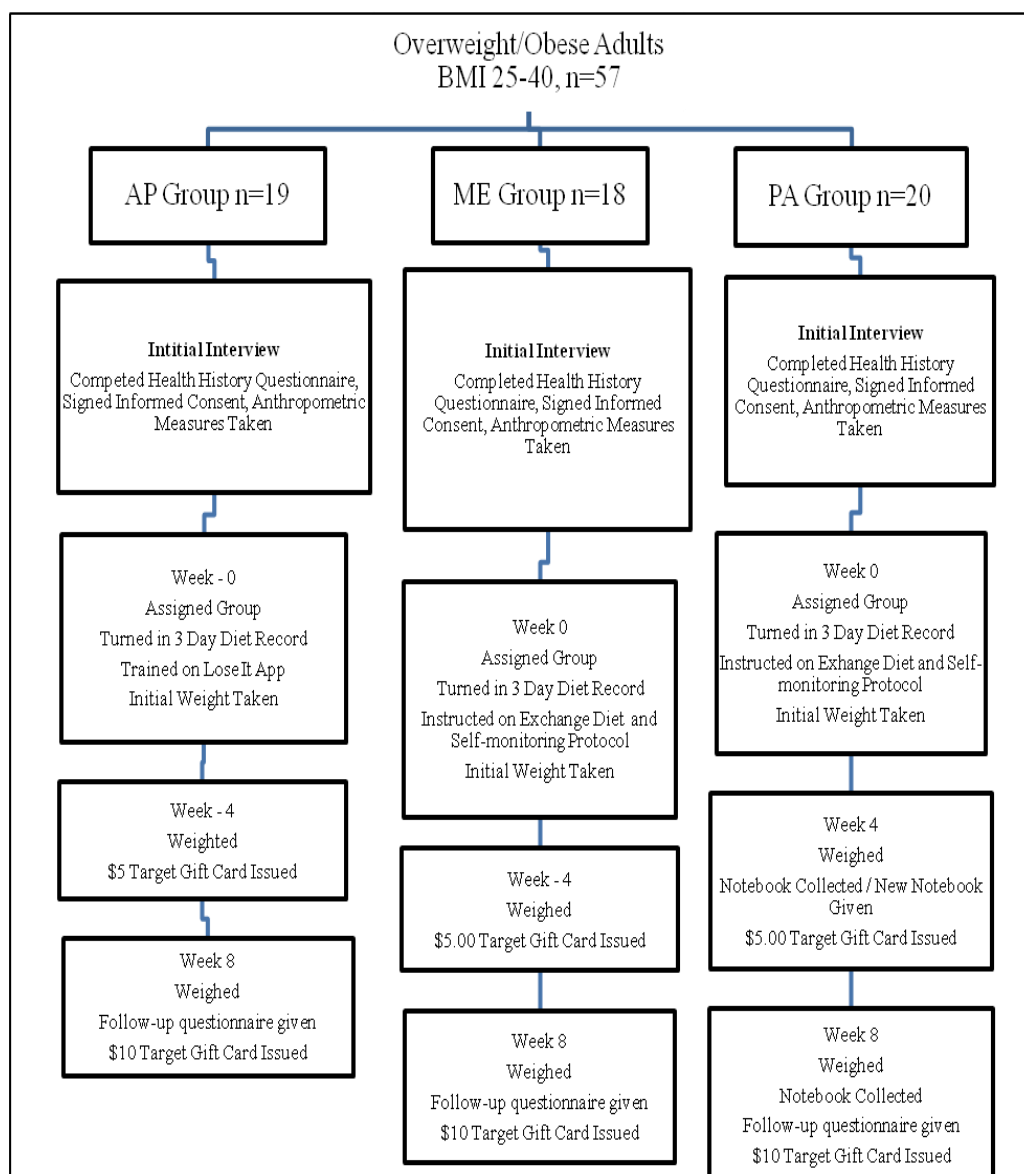 Overweight/Obese Adults
BMI 25-40, n=57
AP Group n=19
ME Group n=18
PA Group n=20
Intitial Interview
Competed Health History Questionnaire,
Signed Informed Consent, Anthropometric
Measures Taken
Initial Interview
Completed Health History
Questionnaire, Signed Informed
Consent, Anthropometric Measures
Taken
Initial Interview
Completed Health History
Questionnaire, Signed Informed
Consent, Anthropometric Measures
Taken
Week - 0
Assigned Group
Turned in 3 Day Diet Record
Trained on LoseIt App
Initial Weight Taken
Week 0
Assigned Group
Turned in 3 Day Diet Record
Instructed on Exchange Diet and
Self-monitoring Protocol
Initial Weight Taken
Week 0
Assigned Group
Turned in 3 Day Diet Record
Instructed on Exhange Diet and Self-
monitoring Protocol
Initial Weight Taken
Week - 4
Weighted
$5 Target Gift Card Issued
Week - 4
Weighed
$5.00 Target Gift Card Issued
Week 4
Weighed
Notebook Collected / New Notebook
Given
$5.00 Target Gift Card Issued
Week 8
Weighed
Follow-up questionnaire given
$10 Target Gift Card Issued
Week 8
Weighed
Follow-up questionnaire given
$10 Target Gift Card Issued
Week 8
Weighed
Notebook Collected
Follow-up questionnaire given
$10 Target Gift Card Issued